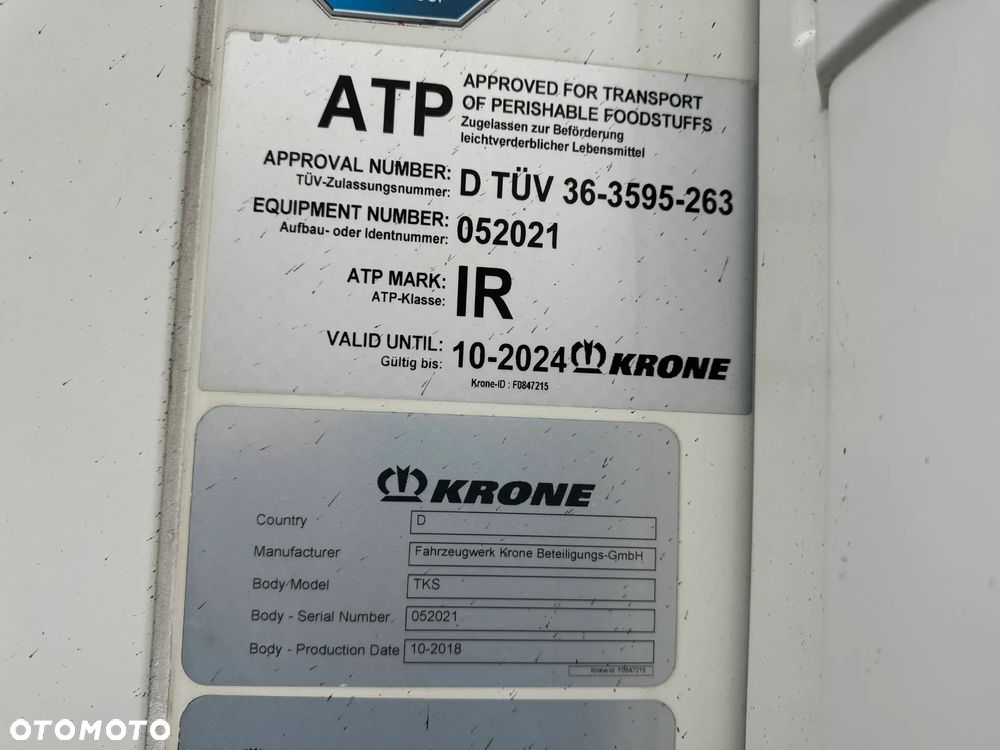 ATP
APPROVED FOR TRANSPORT
OF PERISHABLE FOODSTUFFS
Zugelassen zur Beförderung
leichtverderblicher Lebensmittel
APPROVAL NUMBER: D TÜV 36-3595-263
TÜV-Zulassungsnummer:
EQUIPMENT NUMBER: 052021
Aufbau- oder Identnummer:
ATP MARK: IR
ATP-Klasse:
VALID UNTIL: 10-2024 KRONE
Gültig bis:
Krone-ID : F0847215
KRONE
Country D
Manufacturer Fahrzeugwerk Krone Beteiligungs-GmbH
Body Model TKS
Body - Serial Number 052021
Body - Production Date 10-2018
Krone-Id F0847215
OTOMOTO